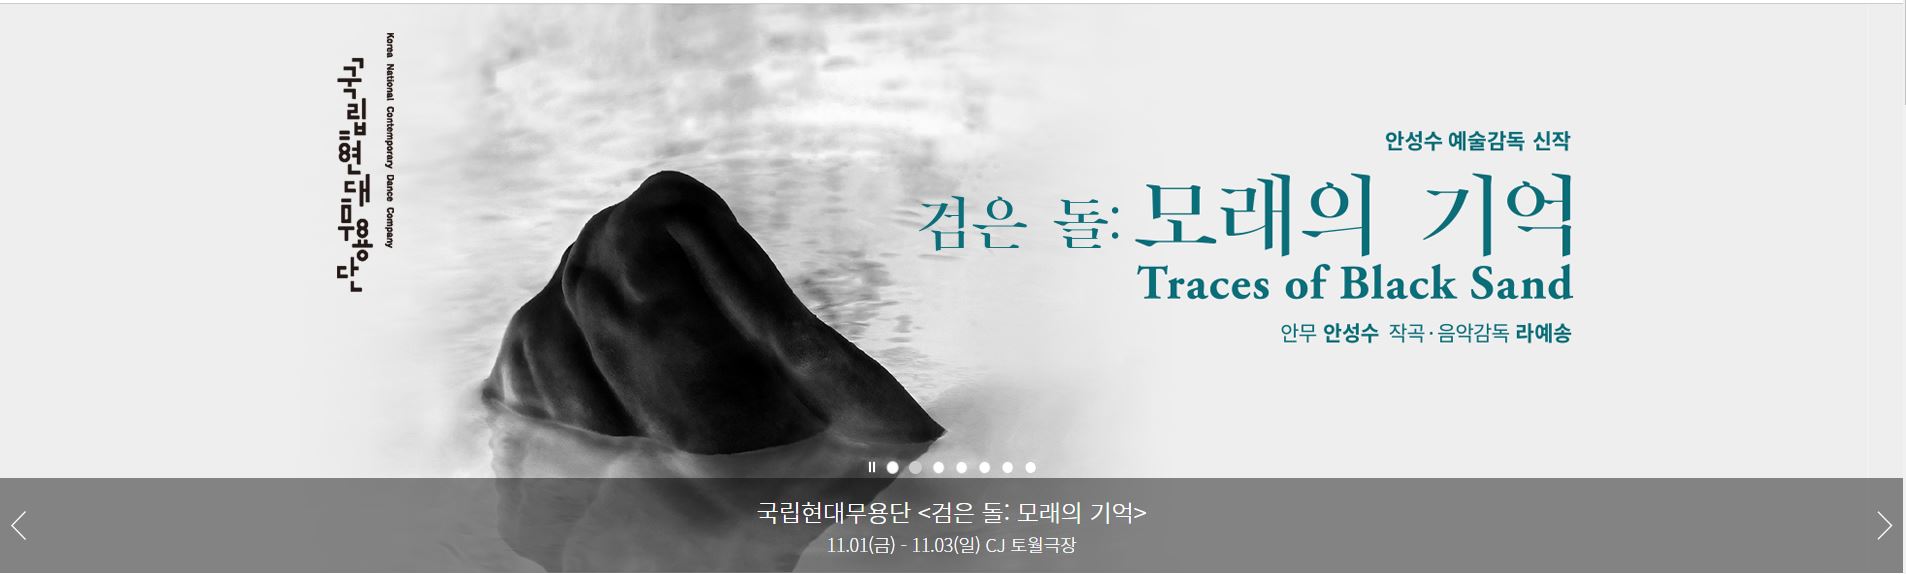 국립현대무용단
Korea National Contemporary Dance Company
안성수 예술감독 신작
검은 돌: 모래의 기억
Traces of Black Sand
안무 안성수 작곡·음악감독 라예송
국립현대무용단 <검은 돌: 모래의 기억>
11.01(금) - 11.03(일) CJ 토월극장